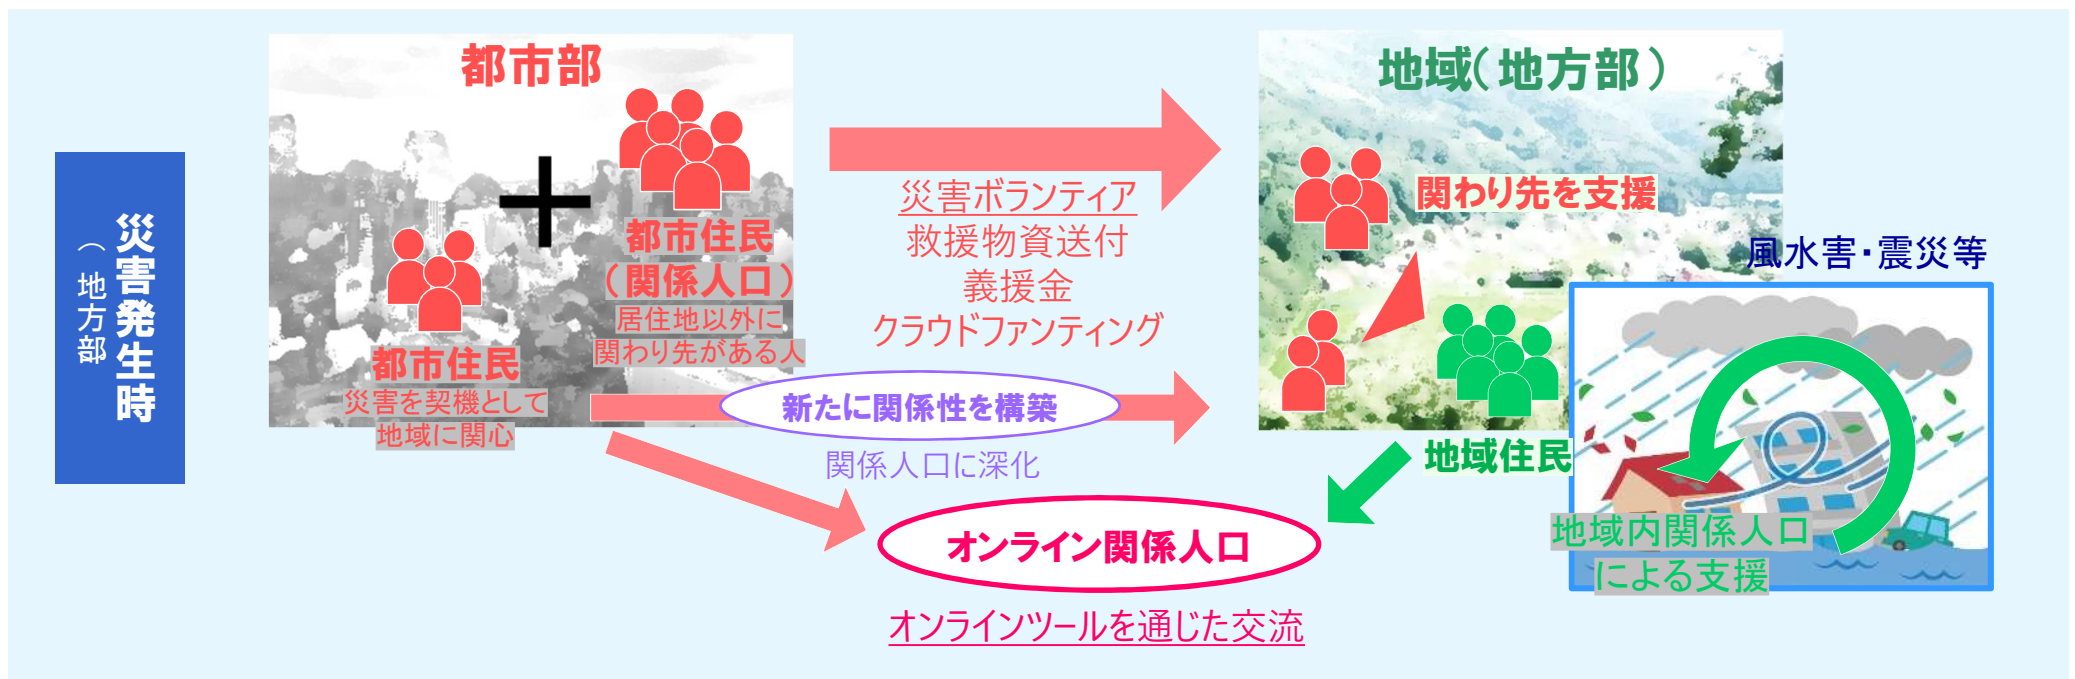 災害発生時
（地方部
都市部
都市住民
（関係人口）
居住地以外に
関わり先がある人
都市住民
災害を契機として
地域に関心
災害ボランティア
救援物資送付
義援金
クラウドファンティング
新たに関係性を構築
関係人口に深化
オンライン関係人口
オンラインツールを通じた交流
地域（地方部）
関わり先を支援
風水害・震災等
地域住民
地域内関係人口
による支援